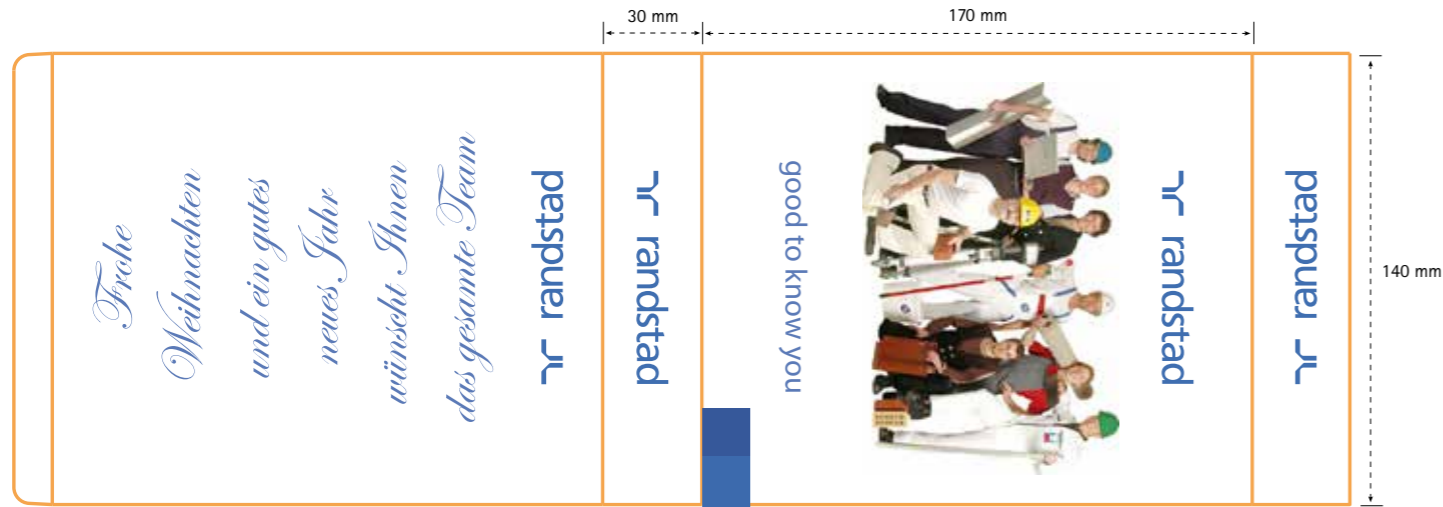 30 mm
170 mm
Frohe
Weihnachten
und ein gutes
neues Jahr
wünscht Ihnen
das gesamte Team
randstad
randstad
good to know you
randstad
randstad
140 mm